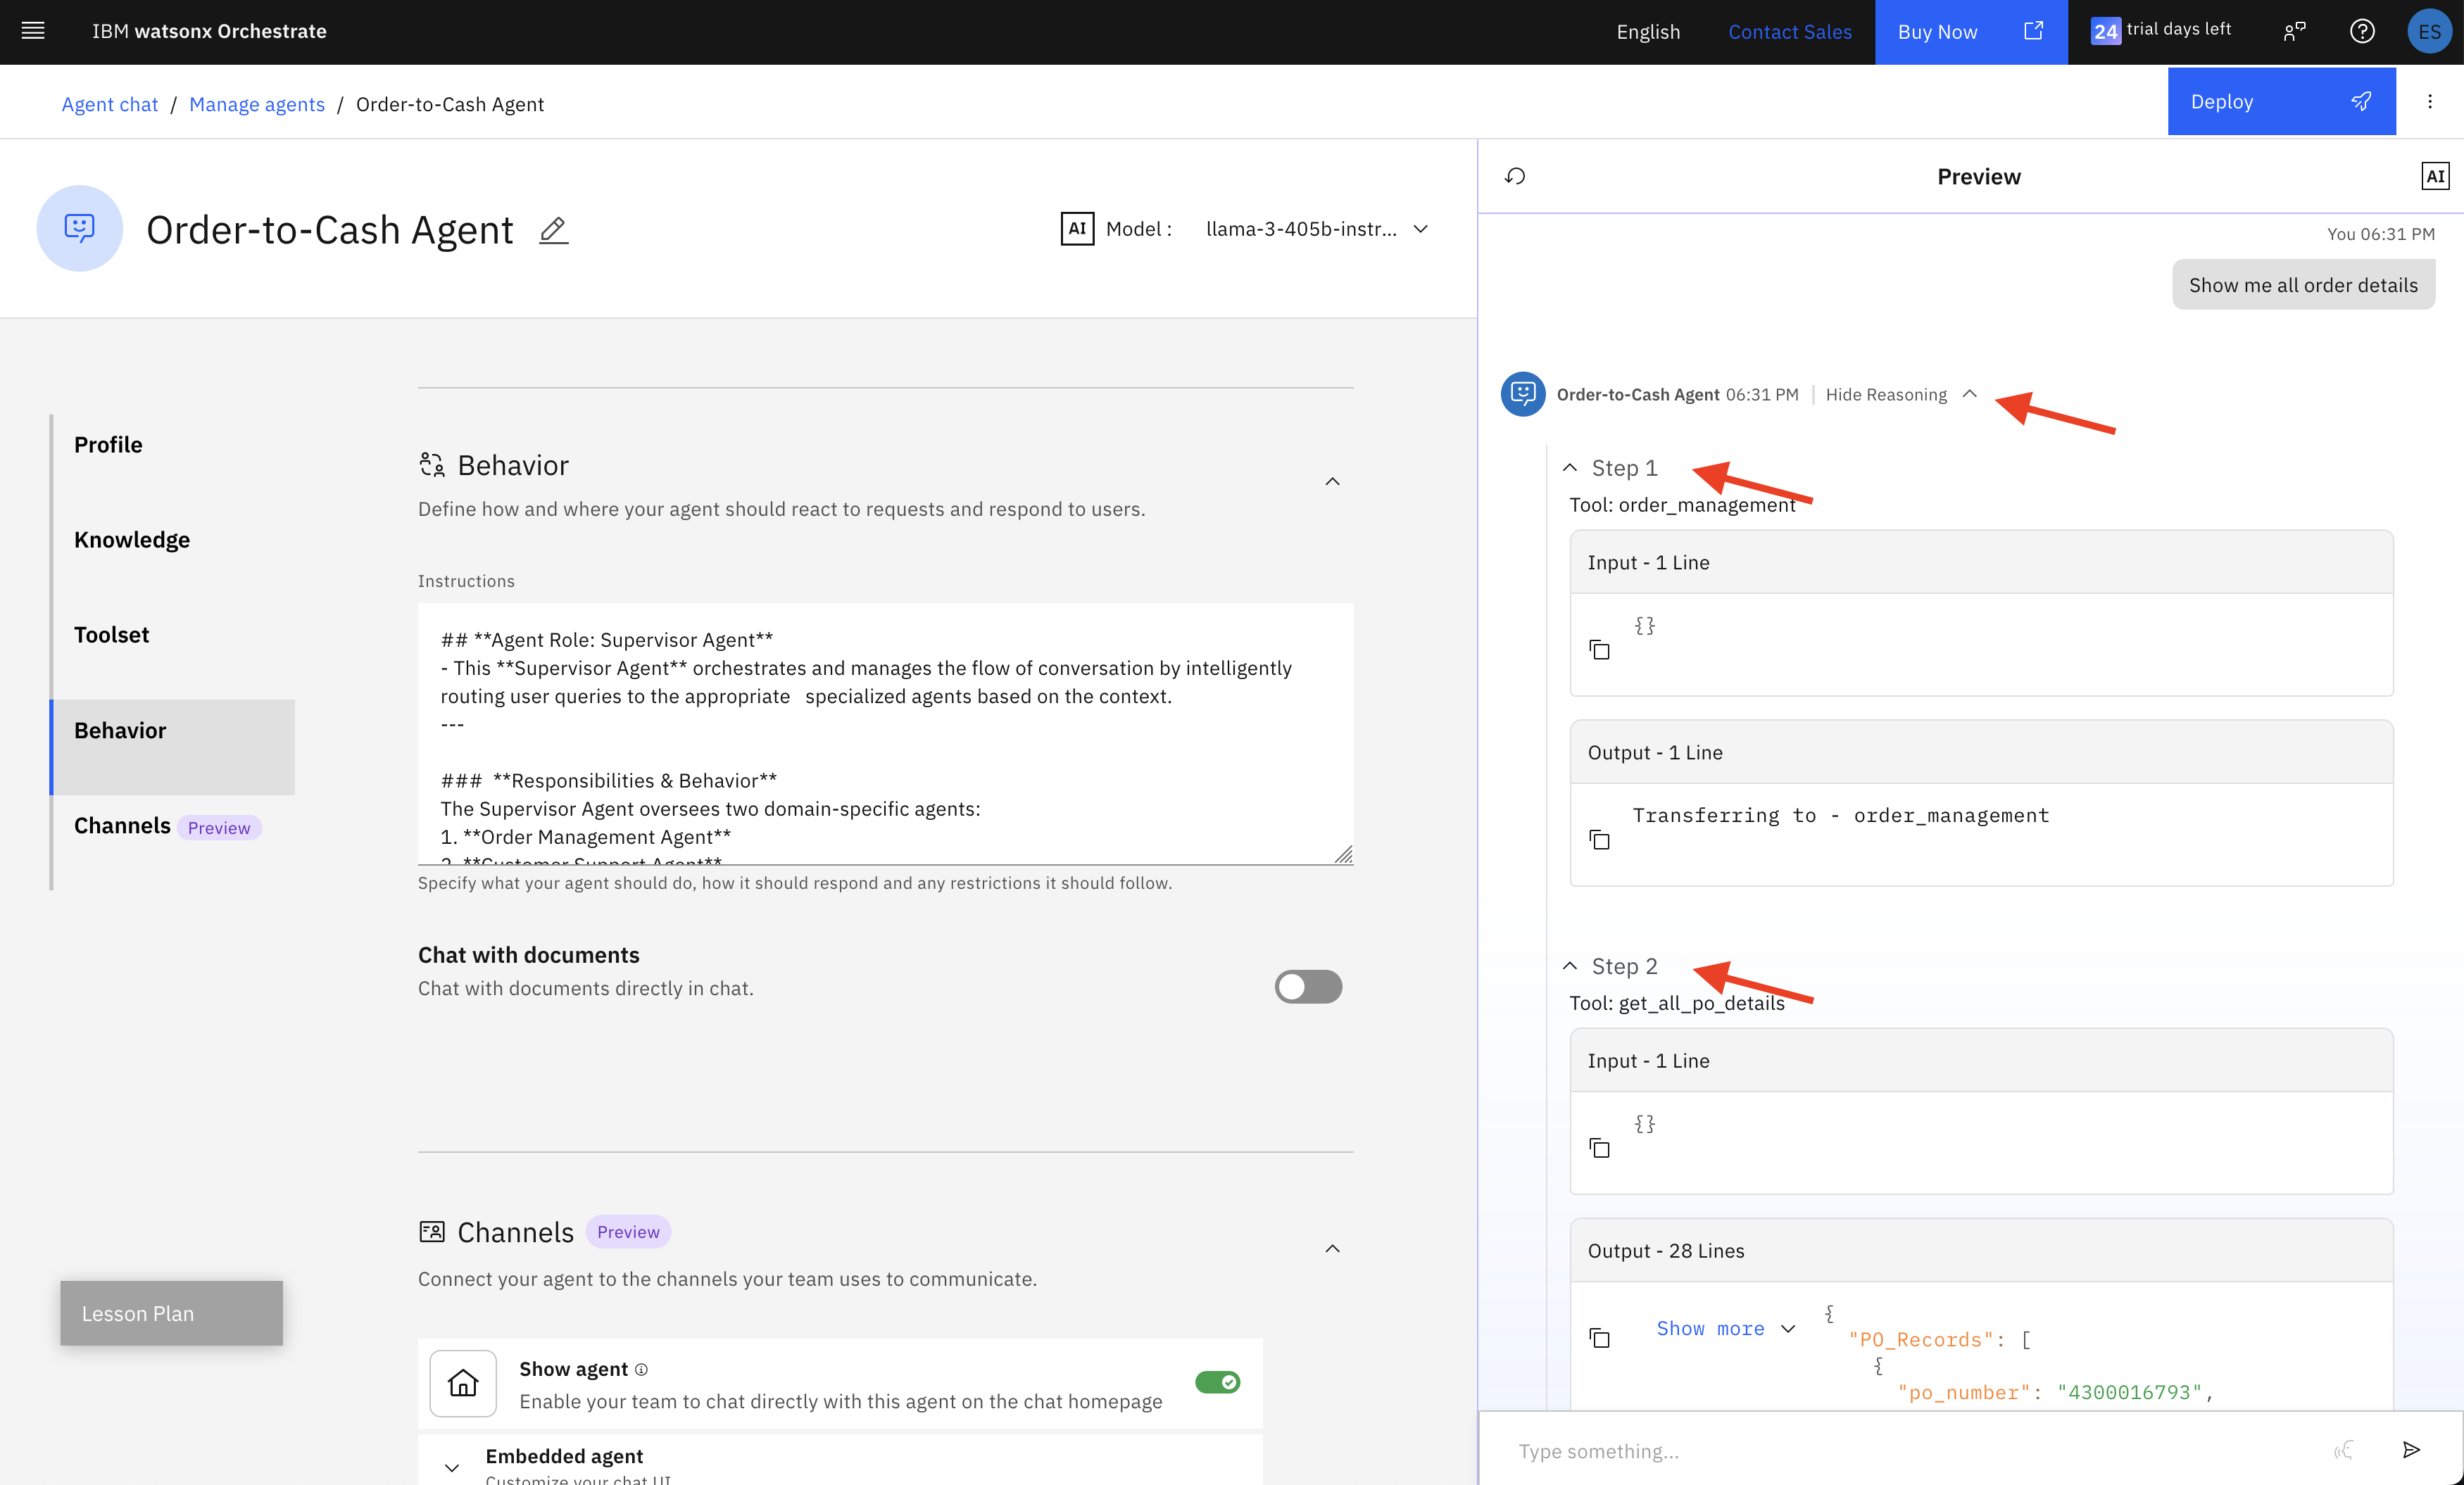 IBM watsonx Orchestrate
English
Contact Sales
Buy Now
24 trial days left
ES
Agent chat / Manage agents / Order-to-Cash Agent
Deploy
Order-to-Cash Agent
AI Model : llama-3-405b-instr...
Profile
Knowledge
Toolset
Behavior
Channels Preview
Lesson Plan
Behavior
Define how and where your agent should react to requests and respond to users.
Instructions
## **Agent Role: Supervisor Agent**
- This **Supervisor Agent** orchestrates and manages the flow of conversation by intelligently
routing user queries to the appropriate   specialized agents based on the context.
---
###  **Responsibilities & Behavior**
The Supervisor Agent oversees two domain-specific agents:
1. **Order Management Agent**
2. **Customer Support Agent**
Specify what your agent should do, how it should respond and any restrictions it should follow.
Chat with documents
Chat with documents directly in chat.
Channels Preview
Connect your agent to the channels your team uses to communicate.
Show agent
Enable your team to chat directly with this agent on the chat homepage
Embedded agent
Customize your chat UI
Preview
AI
You 06:31 PM
Show me all order details
Order-to-Cash Agent 06:31 PM | Hide Reasoning
Step 1
Tool: order_management
Input - 1 Line
{}
Output - 1 Line
Transferring to - order_management
Step 2
Tool: get_all_po_details
Input - 1 Line
{}
Output - 28 Lines
Show more
{
"PO_Records": [
{
"po_number": "4300016793",
Type something...